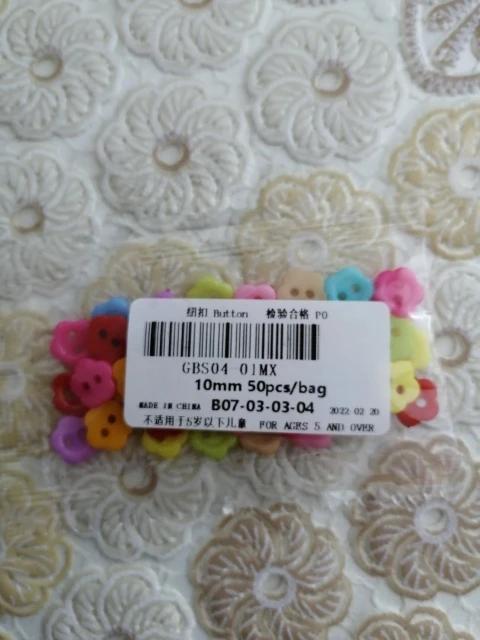 纽扣 Button 检验合格 PO
GBS04-01MX
10mm 50pcs/bag
MADE IN CHINA B07-03-03-04 2022 02 20
不适用于5岁以下儿童 FOR AGES 5 AND OVER